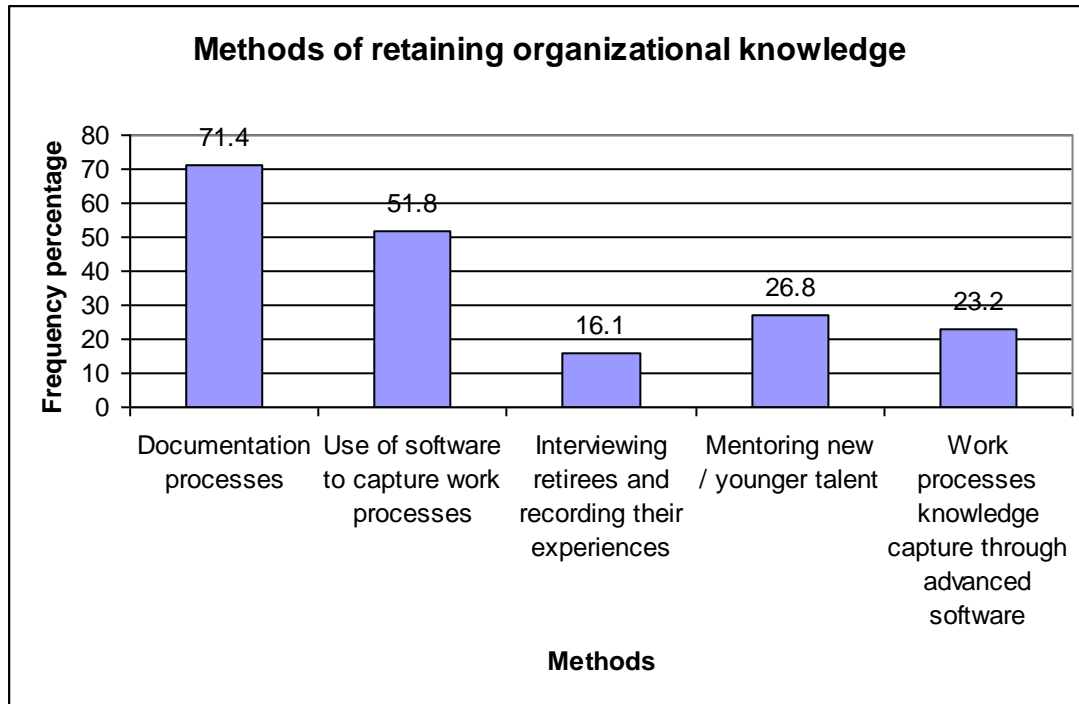 Methods of retaining organizational knowledge
Frequency percentage
80
70
60
50
40
30
20
10
0
71.4
51.8
16.1
26.8
23.2
Documentation
processes
Use of software
to capture work
processes
Interviewing
retirees and
recording their
experiences
Mentoring new
/ younger talent
Work
processes
knowledge
capture through
advanced
software
Methods